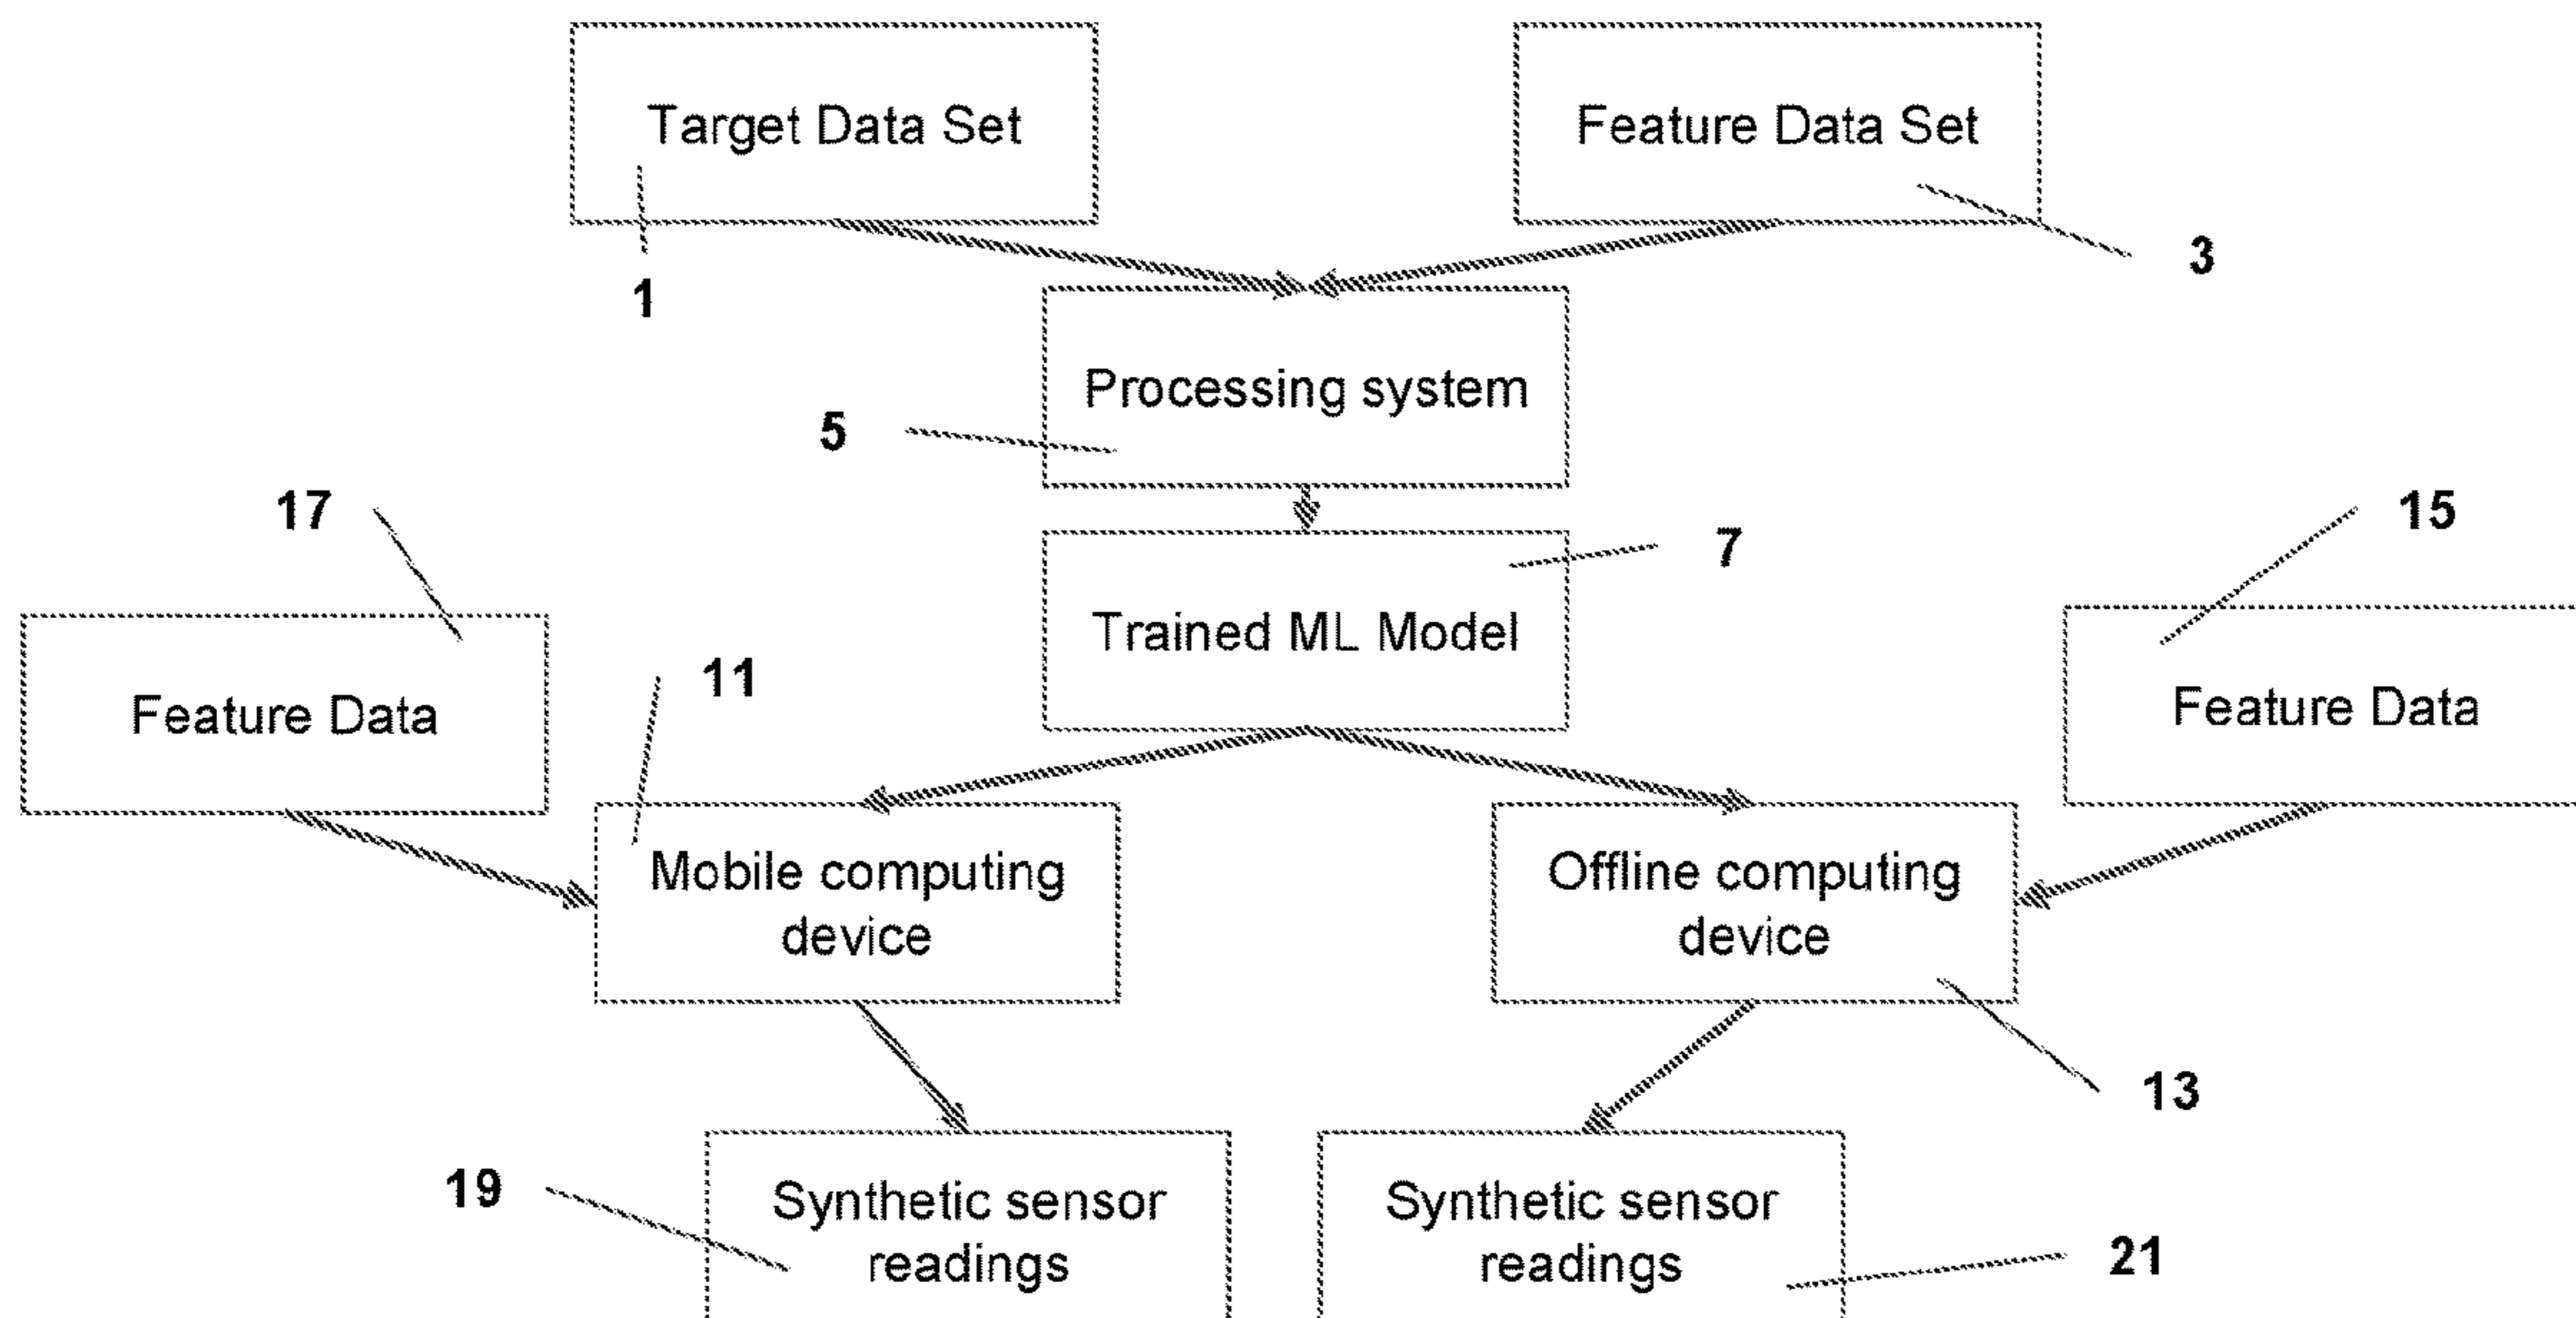 Target Data Set
Feature Data Set
1
3
Processing system
5
17
15
7
Trained ML Model
11
Feature Data
Feature Data
Mobile computing
device
Offline computing
device
13
19
Synthetic sensor
readings
Synthetic sensor
readings
21